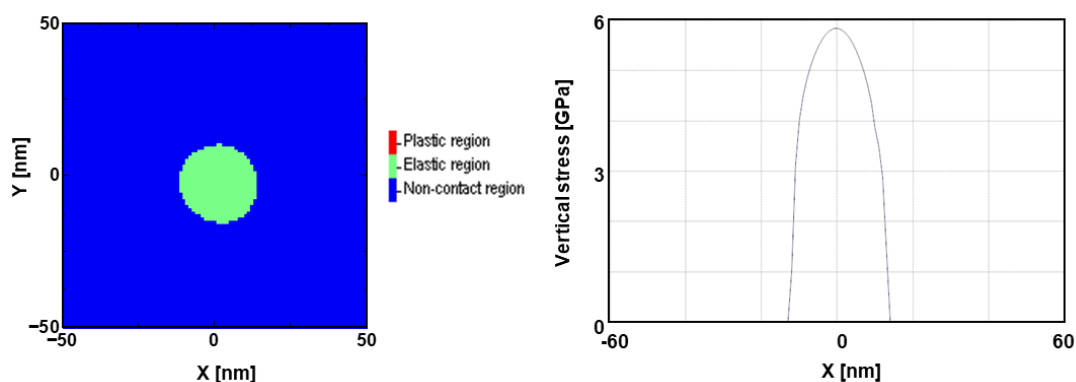 50
0
−50
Y [nm]
−50
0
50
X [nm]
Plastic region
Elastic region
Non-contact region
6
3
0
Vertical stress [GPa]
-60
0
60
X [nm]